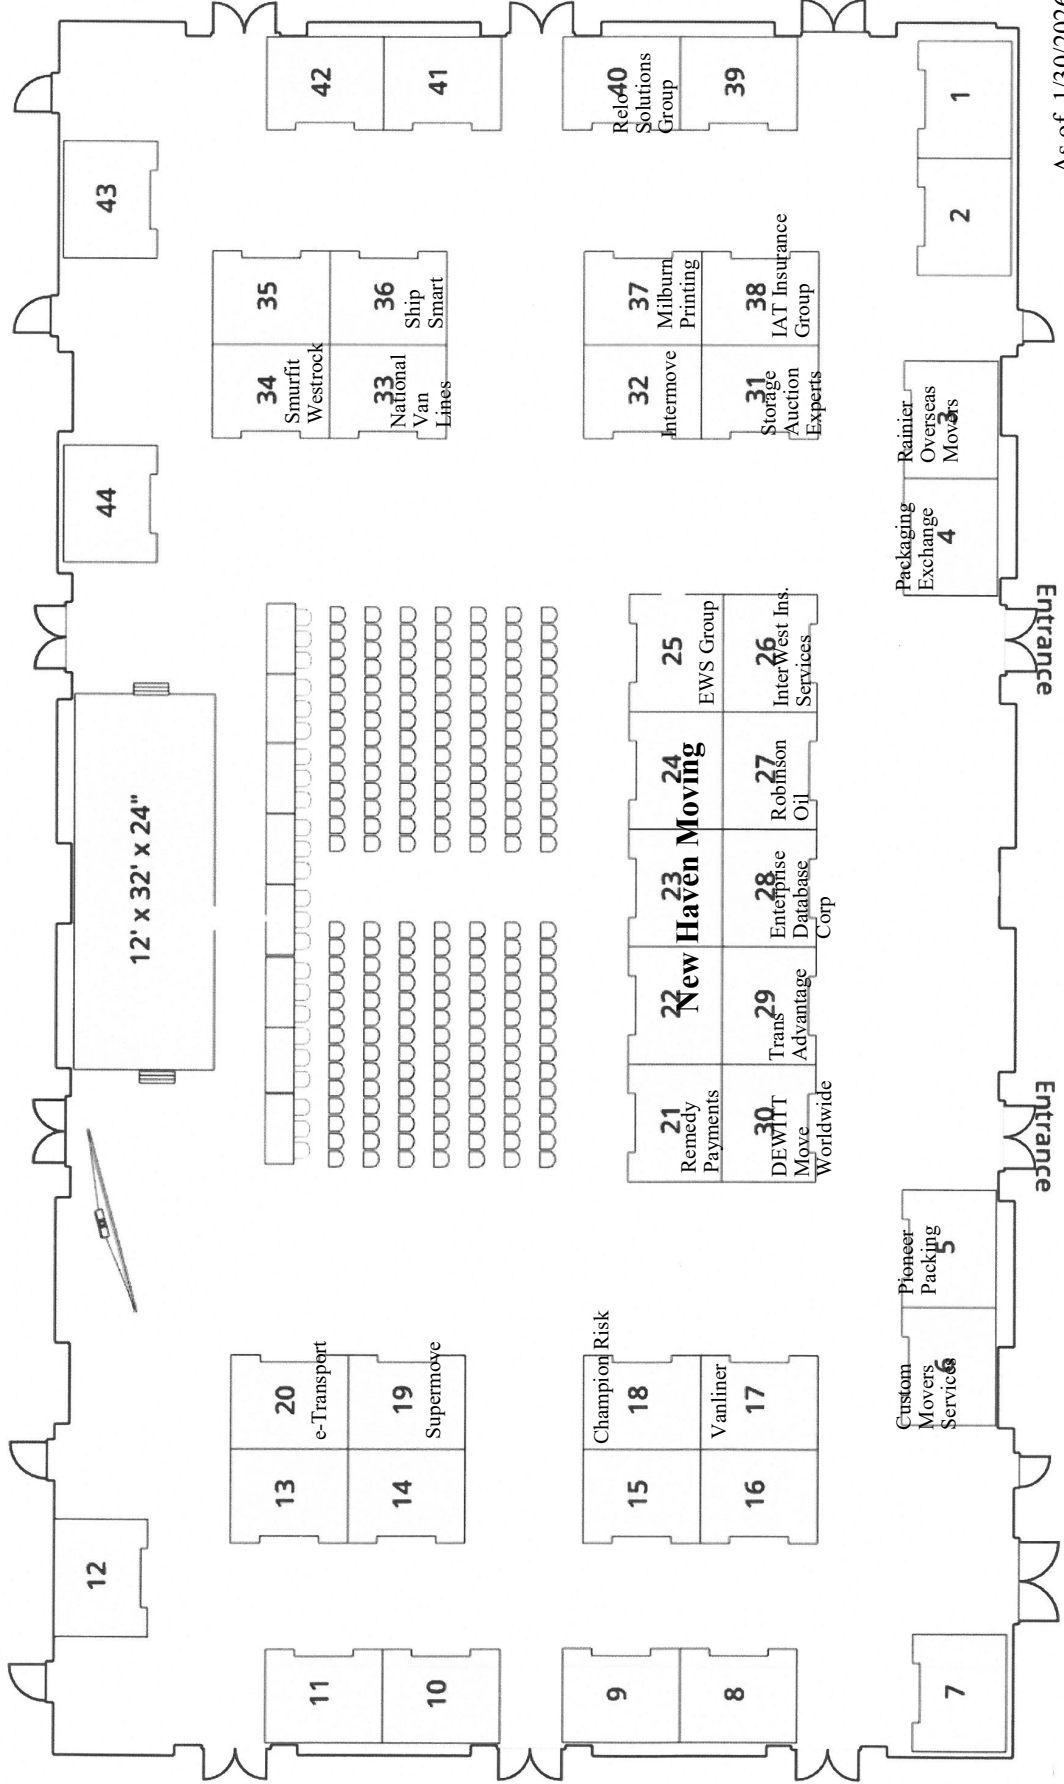 As of 1/30/2026
42
41
40
Relo
Solutions
Group
39
1
2
43
35
36
Ship
Smart
37
Milburn
Printing
38
IAT Insurance
Group
34
Smurfit
Westrock
33
National
Van
Lines
32
Intermove
31
Storage
Auction
Experts
3
Rainier
Overseas
Movers
4
Packaging
Exchange
44
12' x 32' x 24"
25
EWS Group
26
InterWest Ins.
Services
24
23
22
New Haven Moving
27
Robinson
Oil
28
Enterprise
Database
Corp
29
Trans
Advantage
21
Remedy
Payments
30
DEWITT
Move
Worldwide
Entrance
Entrance
5
Pioneer
Packing
6
Custom
Movers
Services
20
e-Transport
19
Supermove
18
Champion Risk
17
Vanliner
13
14
15
16
12
11
10
9
8
7